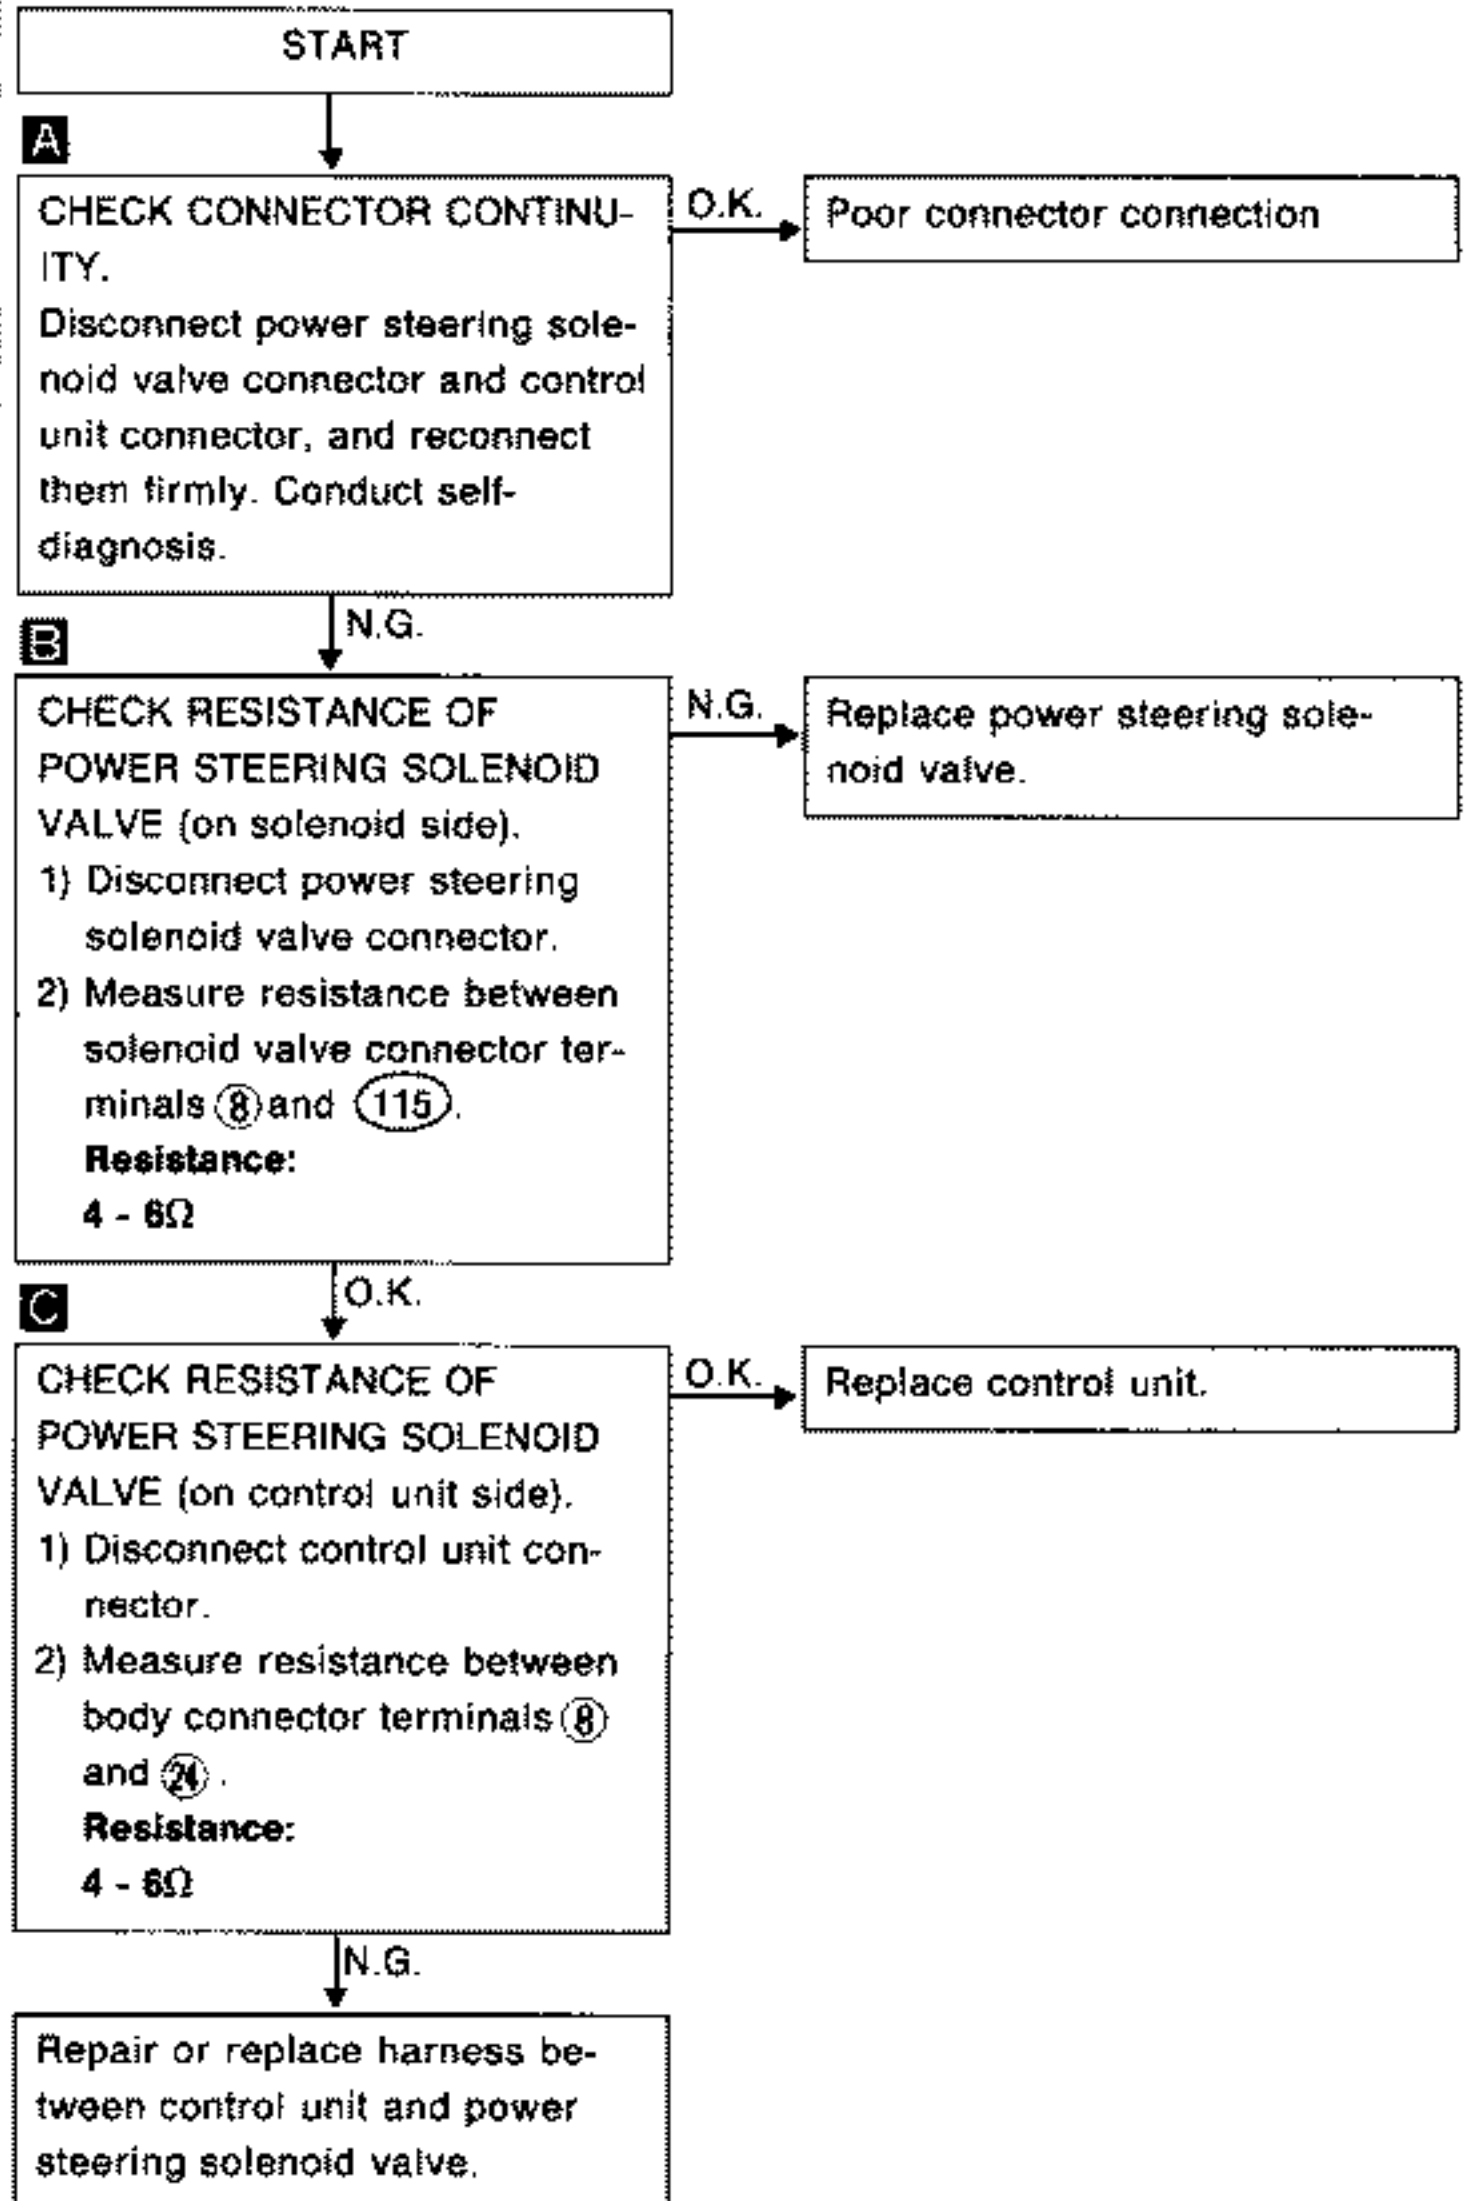 START
A
CHECK CONNECTOR CONTINU-
ITY.
Disconnect power steering sole-
noid valve connector and control
unit connector, and reconnect
them firmly. Conduct self-
diagnosis.
O.K.
Poor connector connection
N.G.
B
CHECK RESISTANCE OF
POWER STEERING SOLENOID
VALVE (on solenoid side).
1) Disconnect power steering
solenoid valve connector.
2) Measure resistance between
solenoid valve connector ter-
minals 8 and 115.
Resistance:
4 - 6Ω
N.G.
Replace power steering sole-
noid valve.
O.K.
C
CHECK RESISTANCE OF
POWER STEERING SOLENOID
VALVE (on control unit side).
1) Disconnect control unit con-
nector.
2) Measure resistance between
body connector terminals 8
and 24.
Resistance:
4 - 6Ω
O.K.
Replace control unit.
N.G.
Repair or replace harness be-
tween control unit and power
steering solenoid valve.